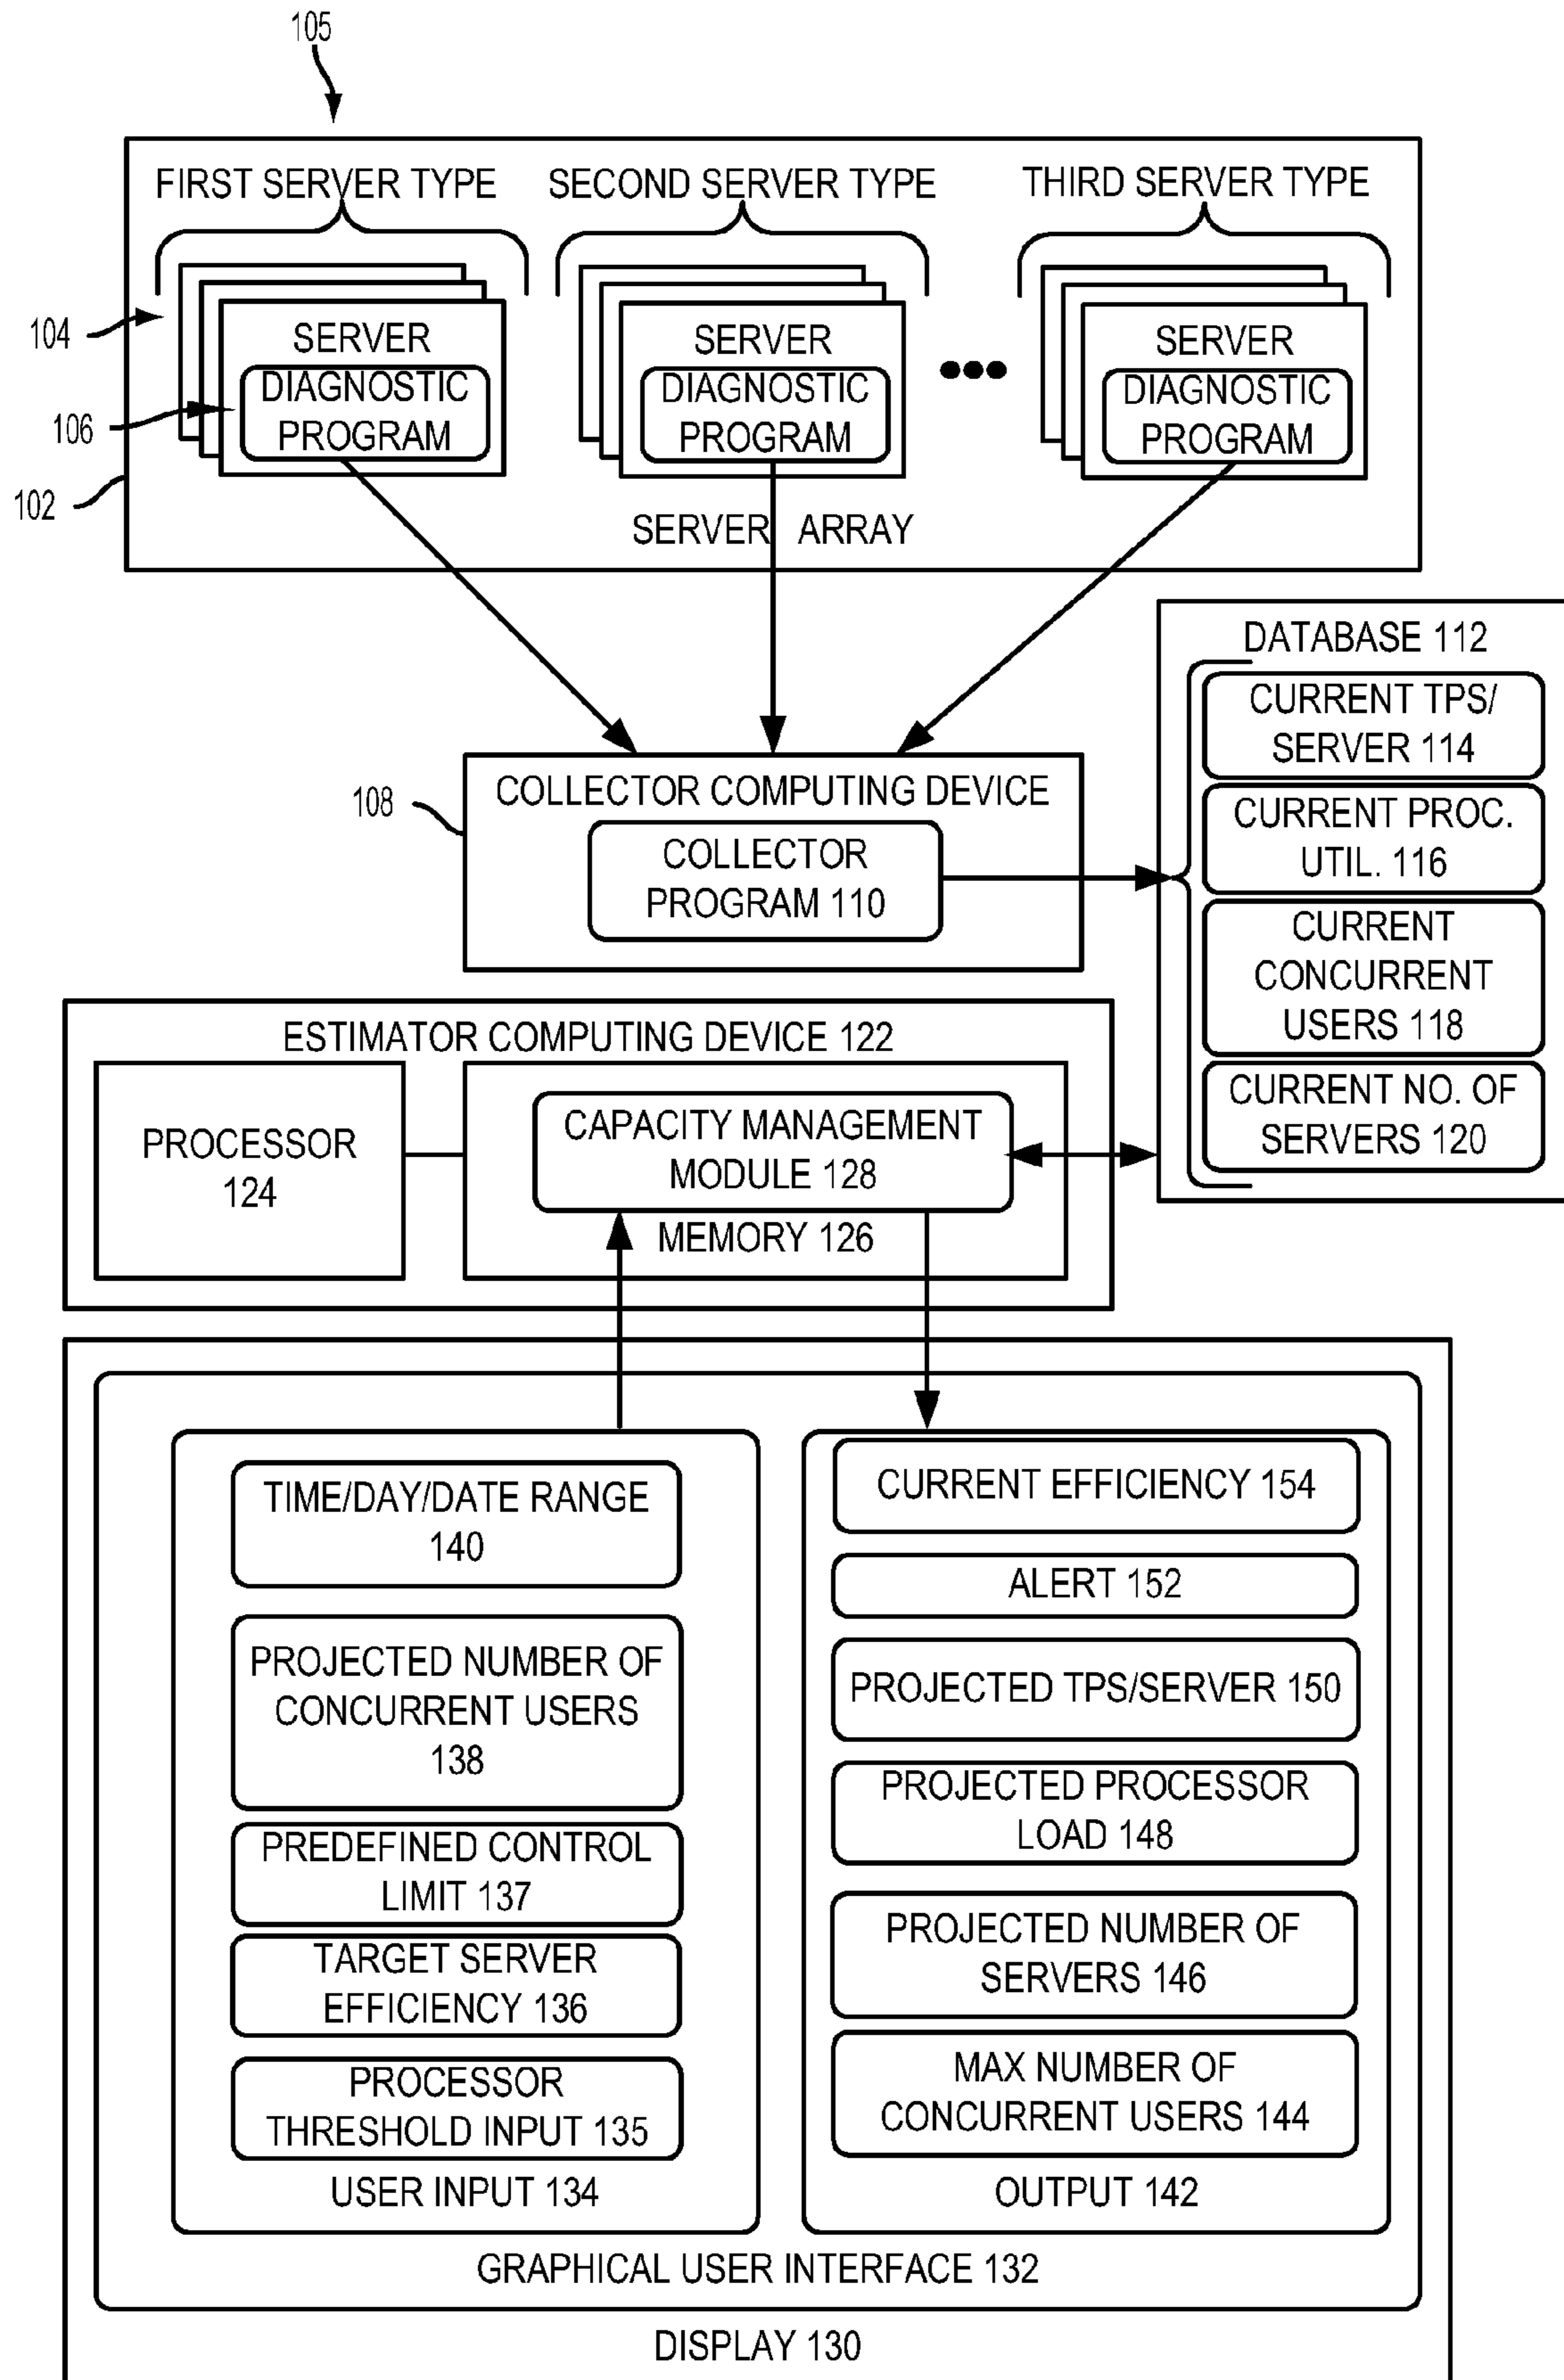 105
FIRST SERVER TYPE
SECOND SERVER TYPE
THIRD SERVER TYPE
104
SERVER
DIAGNOSTIC
PROGRAM
SERVER
DIAGNOSTIC
PROGRAM
SERVER
DIAGNOSTIC
PROGRAM
106
102
SERVER ARRAY
DATABASE 112
CURRENT TPS/
SERVER 114
CURRENT PROC.
UTIL. 116
CURRENT
CONCURRENT
USERS 118
CURRENT NO. OF
SERVERS 120
108
COLLECTOR COMPUTING DEVICE
COLLECTOR
PROGRAM 110
ESTIMATOR COMPUTING DEVICE 122
PROCESSOR
124
CAPACITY MANAGEMENT
MODULE 128
MEMORY 126
TIME/DAY/DATE RANGE
140
PROJECTED NUMBER OF
CONCURRENT USERS
138
PREDEFINED CONTROL
LIMIT 137
TARGET SERVER
EFFICIENCY 136
PROCESSOR
THRESHOLD INPUT 135
USER INPUT 134
CURRENT EFFICIENCY 154
ALERT 152
PROJECTED TPS/SERVER 150
PROJECTED PROCESSOR
LOAD 148
PROJECTED NUMBER OF
SERVERS 146
MAX NUMBER OF
CONCURRENT USERS 144
OUTPUT 142
GRAPHICAL USER INTERFACE 132
DISPLAY 130